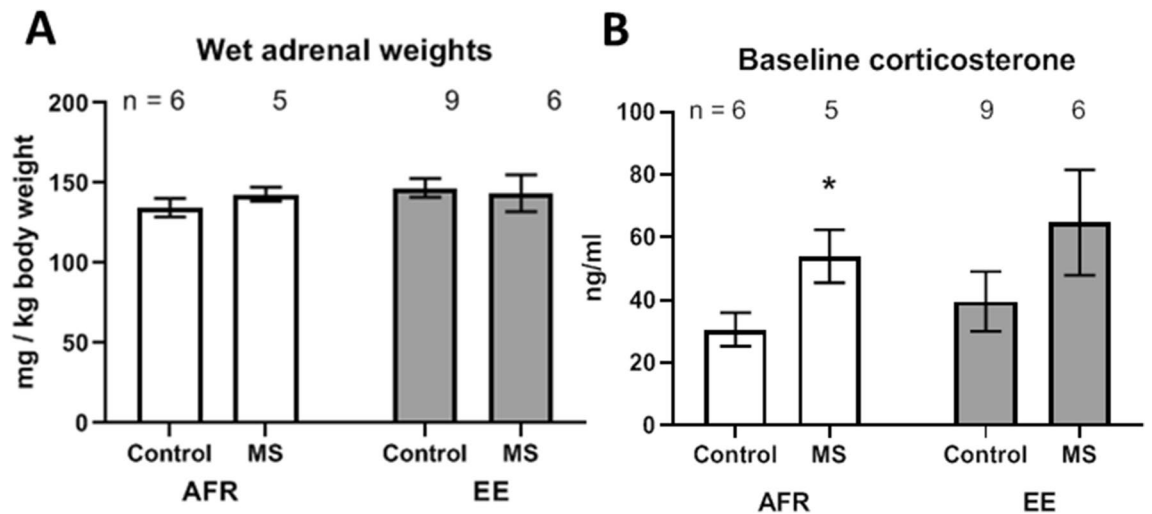 A
Wet adrenal weights
n = 6 5 9 6
200
150
100
50
0
mg / kg body weight
Control MS Control MS
AFR EE
B
Baseline corticosterone
n = 6 5 9 6
100
80
60
40
20
0
ng/ml
*
Control MS Control MS
AFR EE